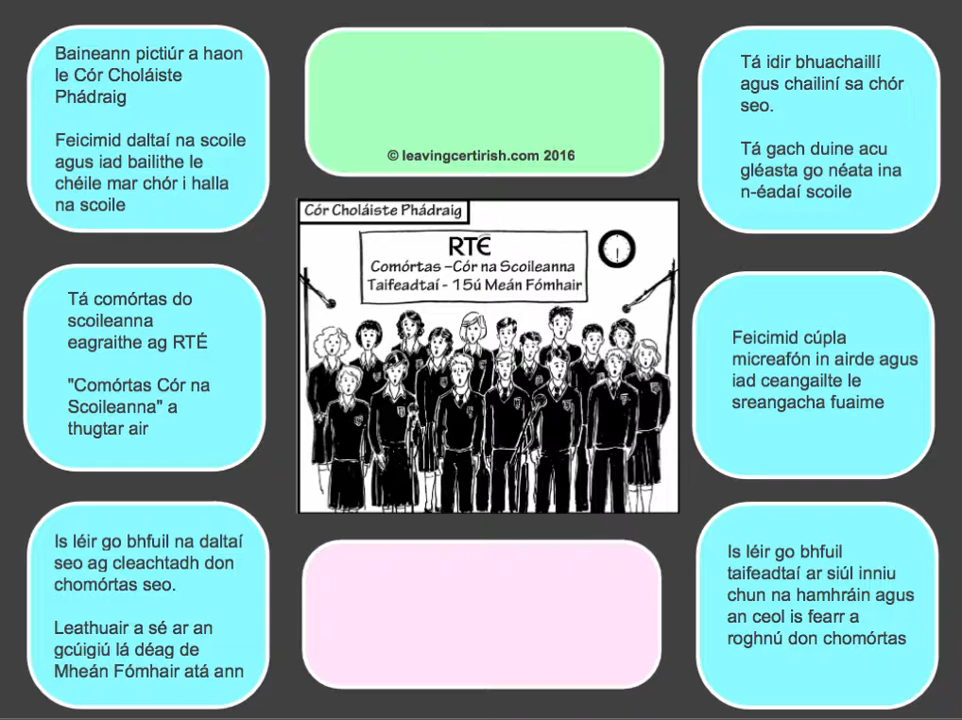 Baineann pictiúr a haon
le Cór Choláiste
Phádraig
Feicimid daltaí na scoile
agus iad bailithe le
chéile mar chór i halla
na scoile
Tá comórtas do
scoileanna
eagraithe ag RTÉ
"Comórtas Cór na
Scoileanna" a
thugtar air
Is léir go bhfuil na daltaí
seo ag cleachtadh don
chomórtas seo.
Leathuair a sé ar an
gcúigiú lá déag de
Mheán Fómhair atá ann
© leavingcertirish.com 2016
Cór Choláiste Phádraig
RTÉ
Comórtas –Cór na Scoileanna
Taifeadtaí - 15ú Meán Fómhair
Tá idir bhuachaillí
agus chailiní sa chór
seo.
Tá gach duine acu
gléasta go néata ina
n-éadaí scoile
Feicimid cúpla
micreafón in airde agus
iad ceangailte le
sreangacha fuaime
Is léir go bhfuil
taifeadtaí ar siúl inniu
chun na hamhráin agus
an ceol is fearr a
roghnú don chomórtas